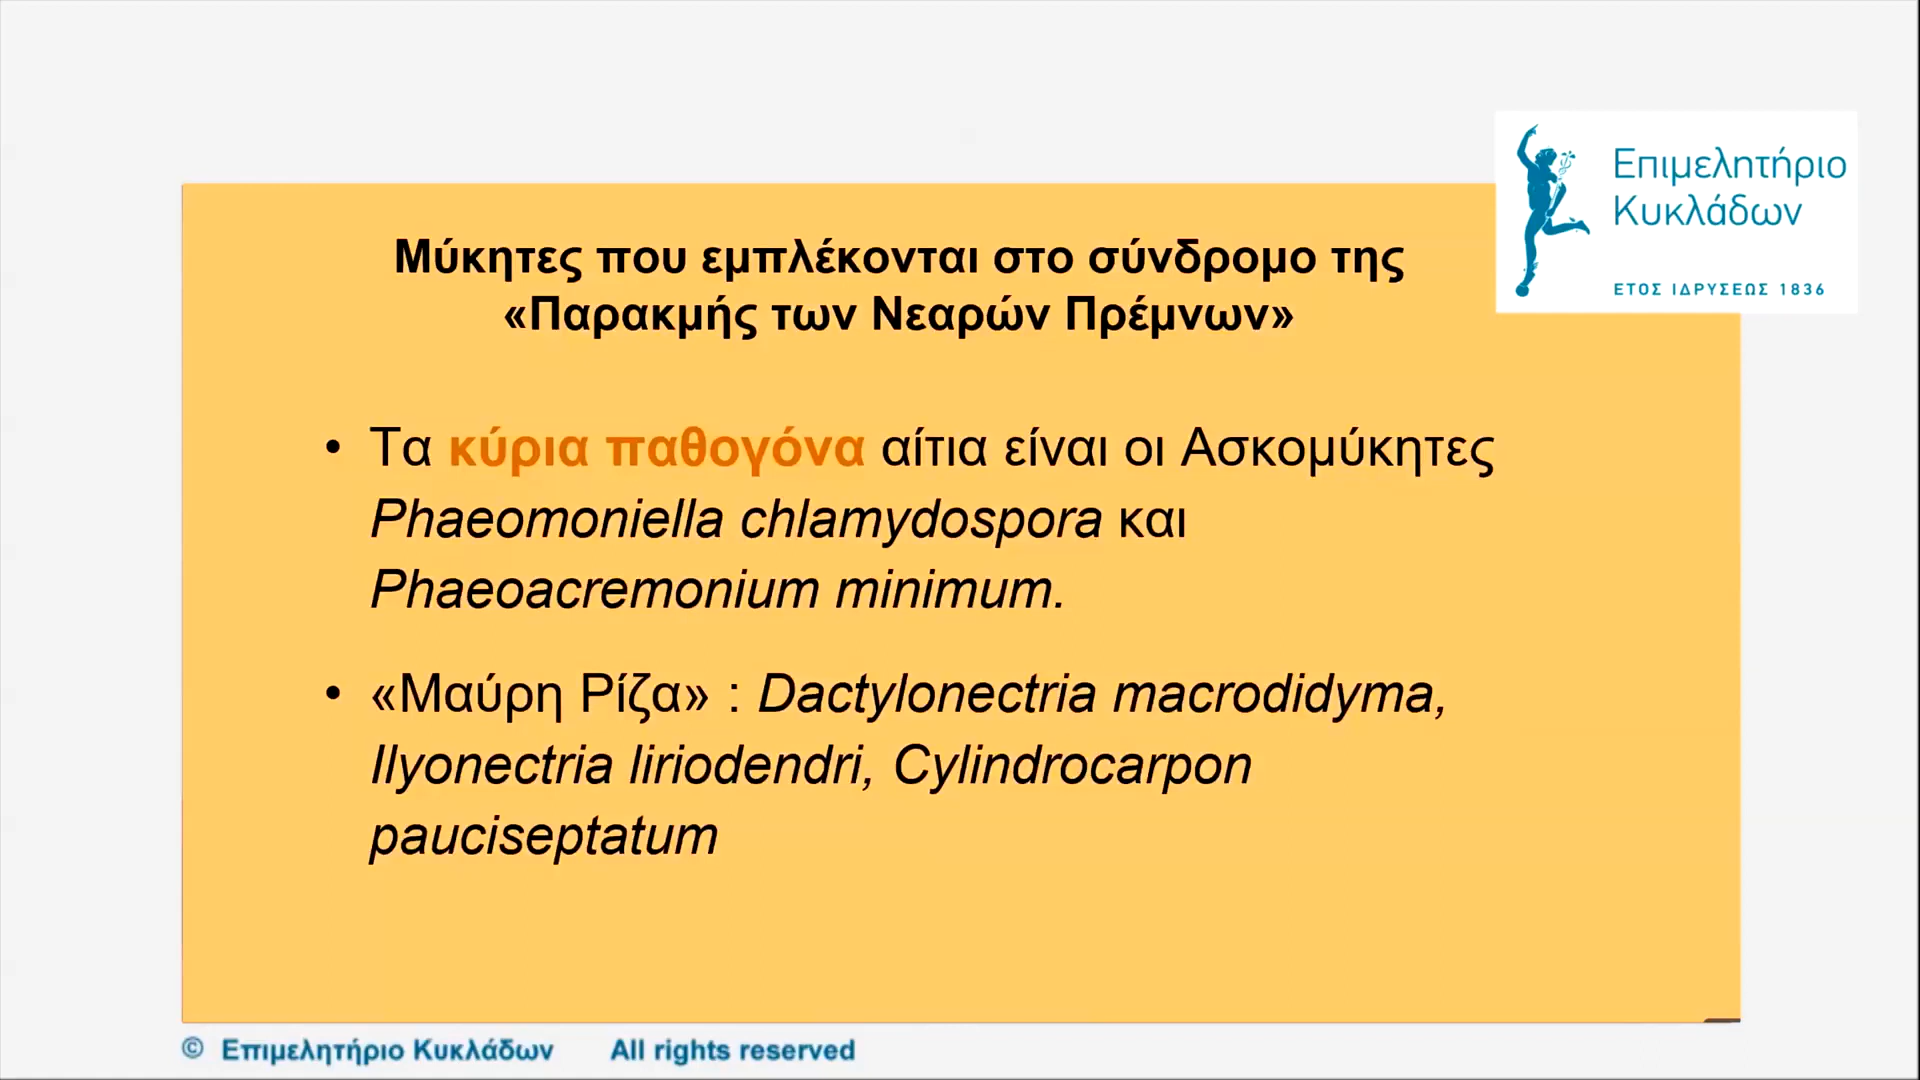 Επιμελητήριο
Κυκλάδων
ΕΤΟΣ ΙΔΡΥΣΕΩΣ 1836
Μύκητες που εμπλέκονται στο σύνδρομο της
«Παρακμής των Νεαρών Πρέμνων»
• Τα κύρια παθογόνα αίτια είναι οι Ασκομύκητες
Phaeomoniella chlamydospora και
Phaeoacremonium minimum.
• «Μαύρη Ρίζα» : Dactylonectria macrodidyma,
Ilyonectria liriodendri, Cylindrocarpon
pauciseptatum
© Επιμελητήριο Κυκλάδων All rights reserved